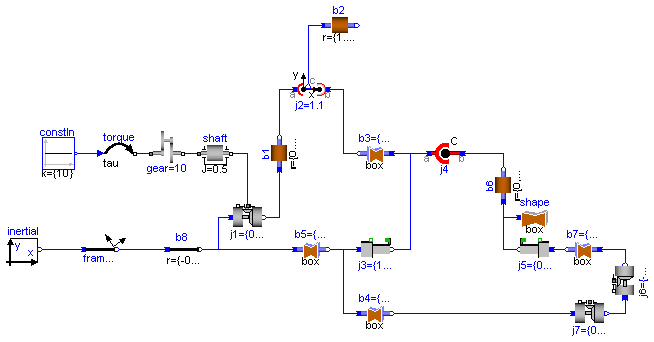 b2
r={1....
y
c
x
a
b
j2=1.1
constIn
k={10}
torque
tau
gear=10
shaft
J=0.5
b1
r={0...
b3={...
box
C
a
b
j4
b6
r={0...
shape
box
inertial
y
x
fram...
b8
r={-0...
j1={0...
b5={...
box
j3={1...
j5={0...
b7={...
box
j6={...
b4={...
box
j7={0...